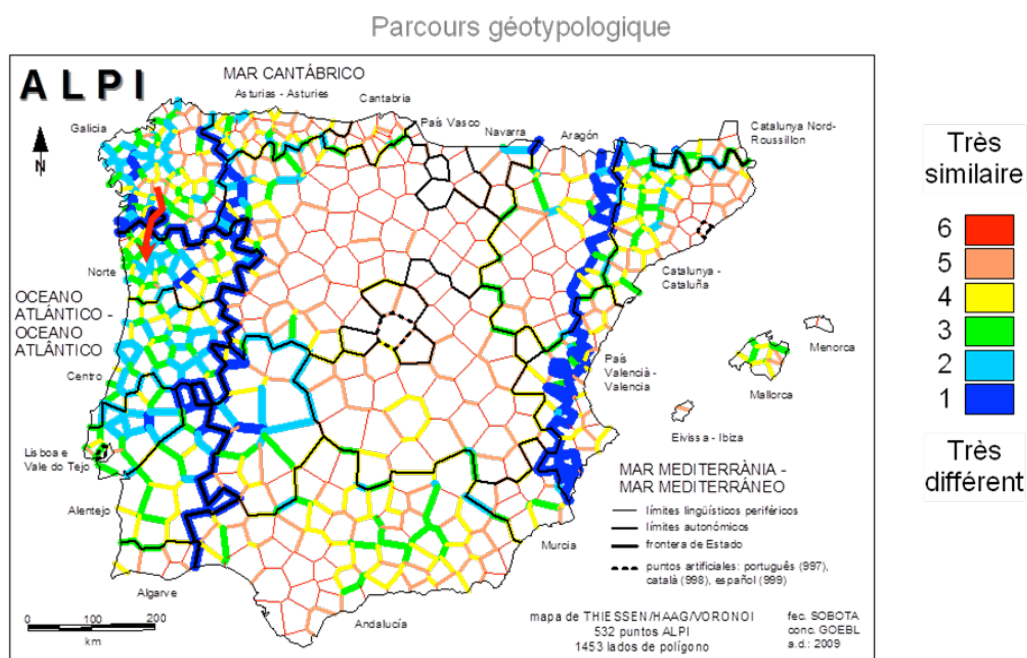 Parcours géotypologique
ALPI
MAR CANTÁBRICO
Asturias - Asturies
Cantabria
Galicia
País Vasco
Navarra
Aragón
Catalunya Nord-
Roussillon
N
Norte
Catalunya -
Cataluña
OCEANO
ATLÁNTICO -
OCEANO
ATLÂNTICO
Menorca
País
Valencià -
Valencia
Centro
Mallorca
Eivissa - Ibiza
Lisboa e
Vale do Tejo
MAR MEDITERRÀNIA -
MAR MEDITERRÁNEO
límites lingüísticos periféricos
límites autonómicos
frontera de Estado
puntos artificiales: português (997),
català (998), español (999)
Alentejo
Murcia
Algarve
Andalucía
0 100 200
km
mapa de THIESSEN/HAAG/VORONOI
532 puntos ALPI
1453 lados de polígono
fec. SOBOTA
conc. GOEBL
a.d.: 2009
Très
similaire
6
5
4
3
2
1
Très
différent